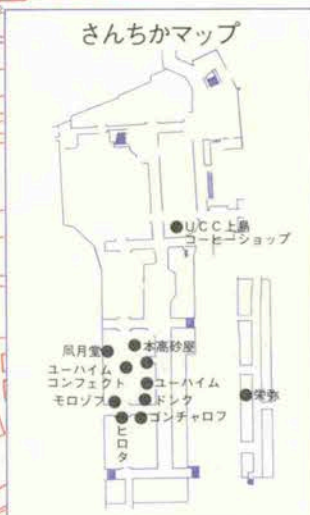 さんちかマップ
UCC上島
コーヒーショップ
風月堂
本高砂屋
ユーハイム
コンフェクト
ユーハイム
モロゾフ
ドンク
ゴンチャロフ
ヒロタ
栄弥